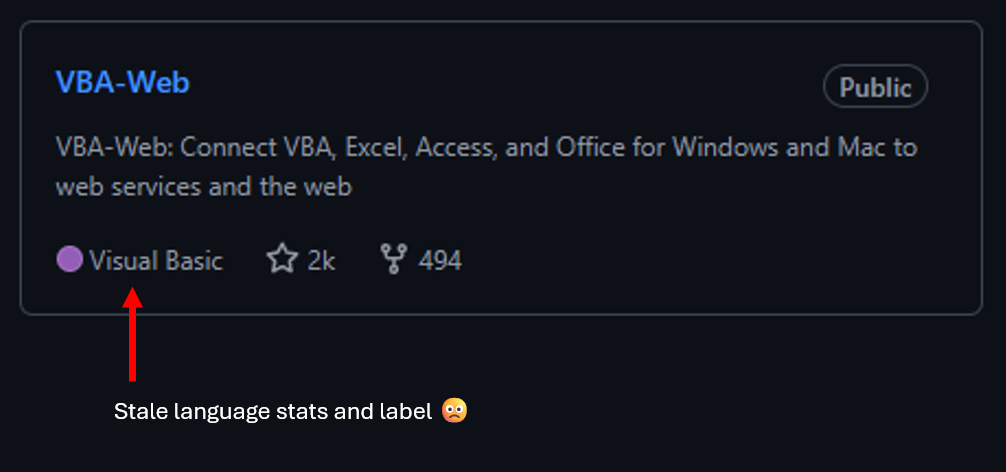 VBA-Web
Public
VBA-Web: Connect VBA, Excel, Access, and Office for Windows and Mac to
web services and the web
Visual Basic 2k 494
Stale language stats and label 🙁